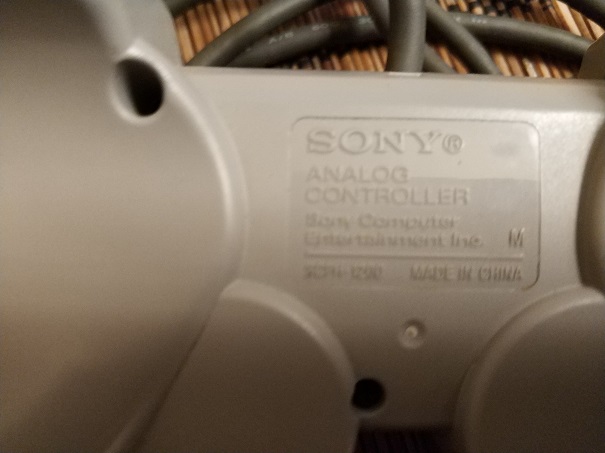 SONY®
ANALOG
CONTROLLER
Sony Computer
Entertainment Inc. M
SCPH-1200 MADE IN CHINA